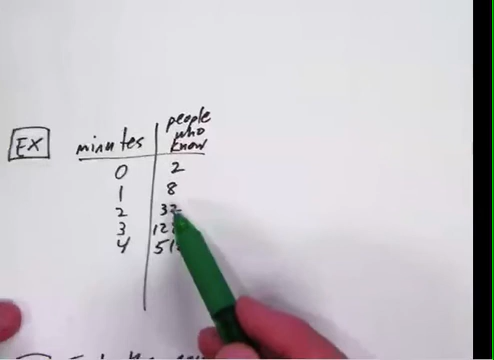 EX
minutes | people who know
0 | 2
1 | 8
2 | 32
3
4